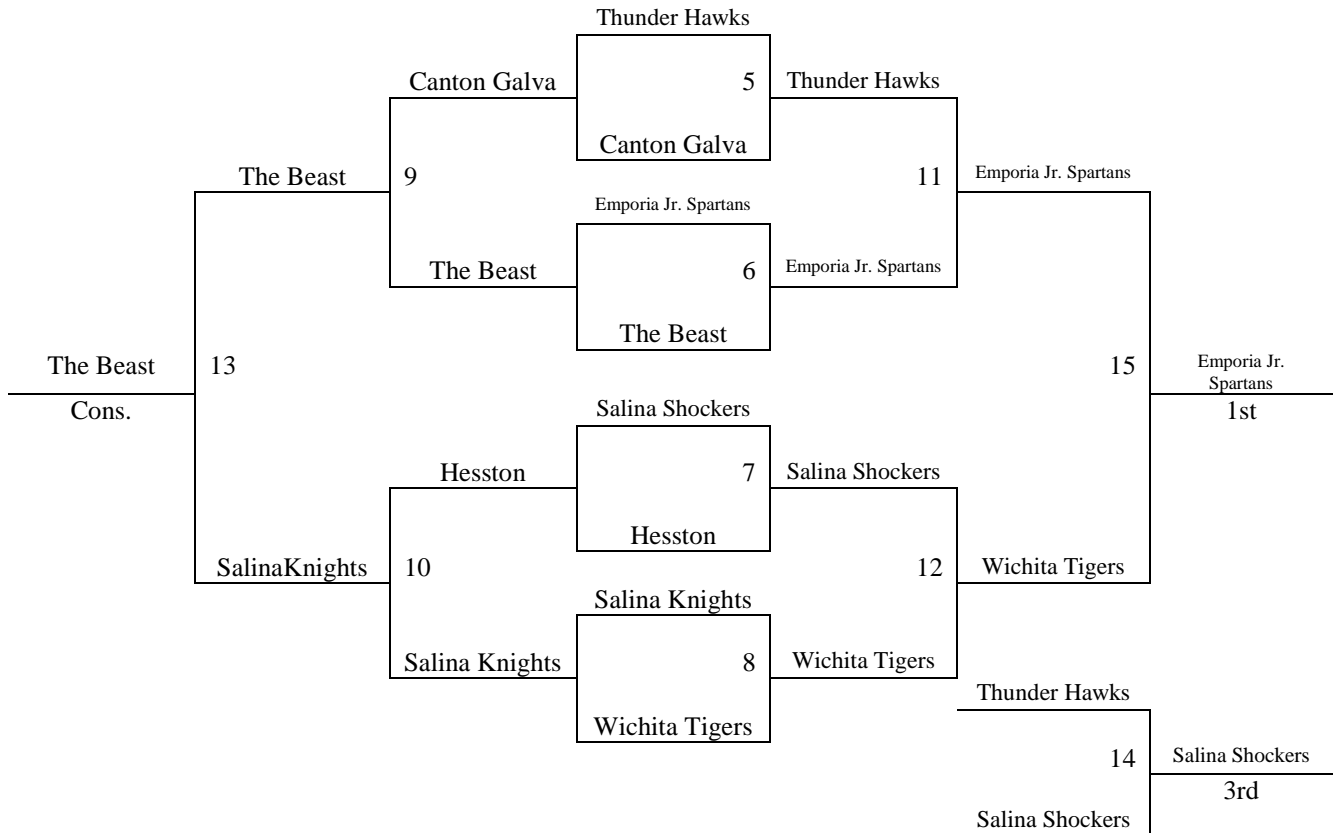 Thunder Hawks
Canton Galva
5
Thunder Hawks
Canton Galva
The Beast
9
11
Emporia Jr. Spartans
Emporia Jr. Spartans
The Beast
6
Emporia Jr. Spartans
The Beast
The Beast
13
15
Emporia Jr.
Spartans
Cons.
1st
Salina Shockers
Hesston
7
Salina Shockers
Hesston
SalinaKnights
10
12
Wichita Tigers
Salina Knights
Salina Knights
8
Wichita Tigers
Wichita Tigers
Thunder Hawks
14
Salina Shockers
3rd
Salina Shockers